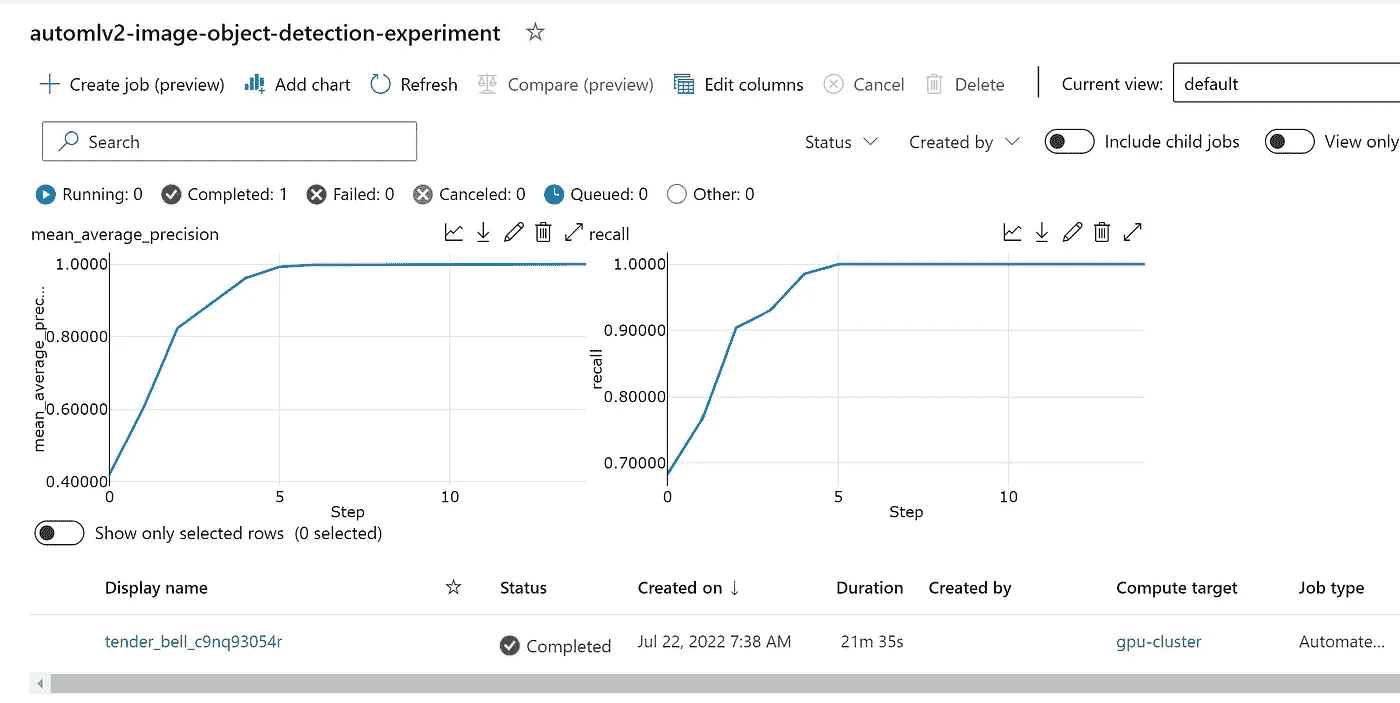 automlv2-image-object-detection-experiment
Create job (preview) Add chart Refresh Compare (preview) Edit columns Cancel Delete Current view: default
Search Status Created by Include child jobs View only
Running: 0 Completed: 1 Failed: 0 Canceled: 0 Queued: 0 Other: 0
mean_average_precision
mean_average_prec...
1.0000
0.80000
0.60000
0.40000
0 5 10
Step
recall
recall
1.0000
0.90000
0.80000
0.70000
0 5 10
Step
Show only selected rows (0 selected)
Display name Status Created on ↓ Duration Created by Compute target Job type
tender_bell_c9nq93054r Completed Jul 22, 2022 7:38 AM 21m 35s gpu-cluster Automate...